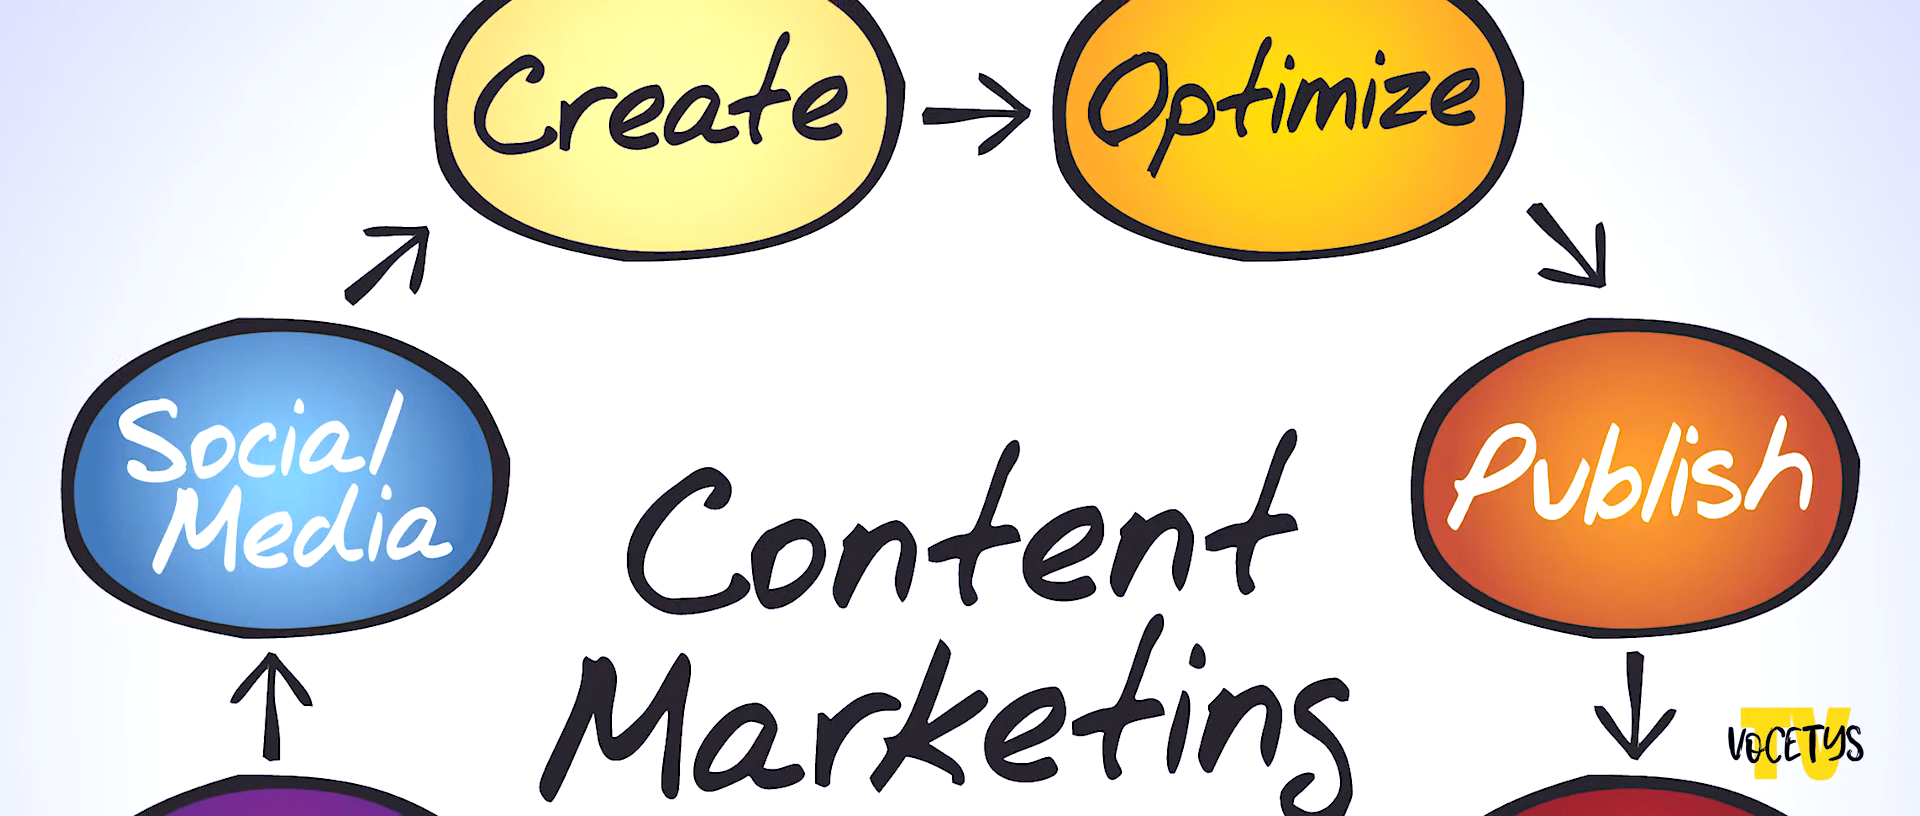 Create
Optimize
Social
Media
Publish
Content
Marketing
TV
VOCETYS